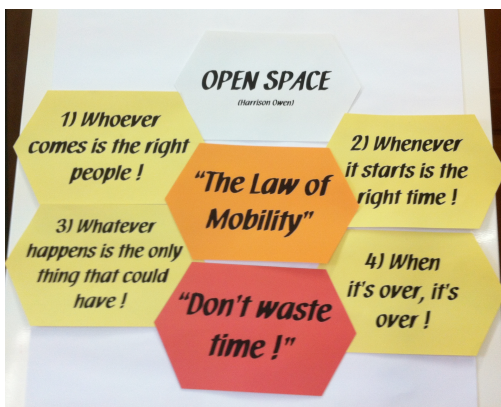 OPEN SPACE
(Harrison Owen)
1) Whoever
comes is the right
people !
2) Whenever
it starts is the
right time !
"The Law of
Mobility"
3) Whatever
happens is the only
thing that could
have !
4) When
it's over, it's
over !
"Don't waste
time !"